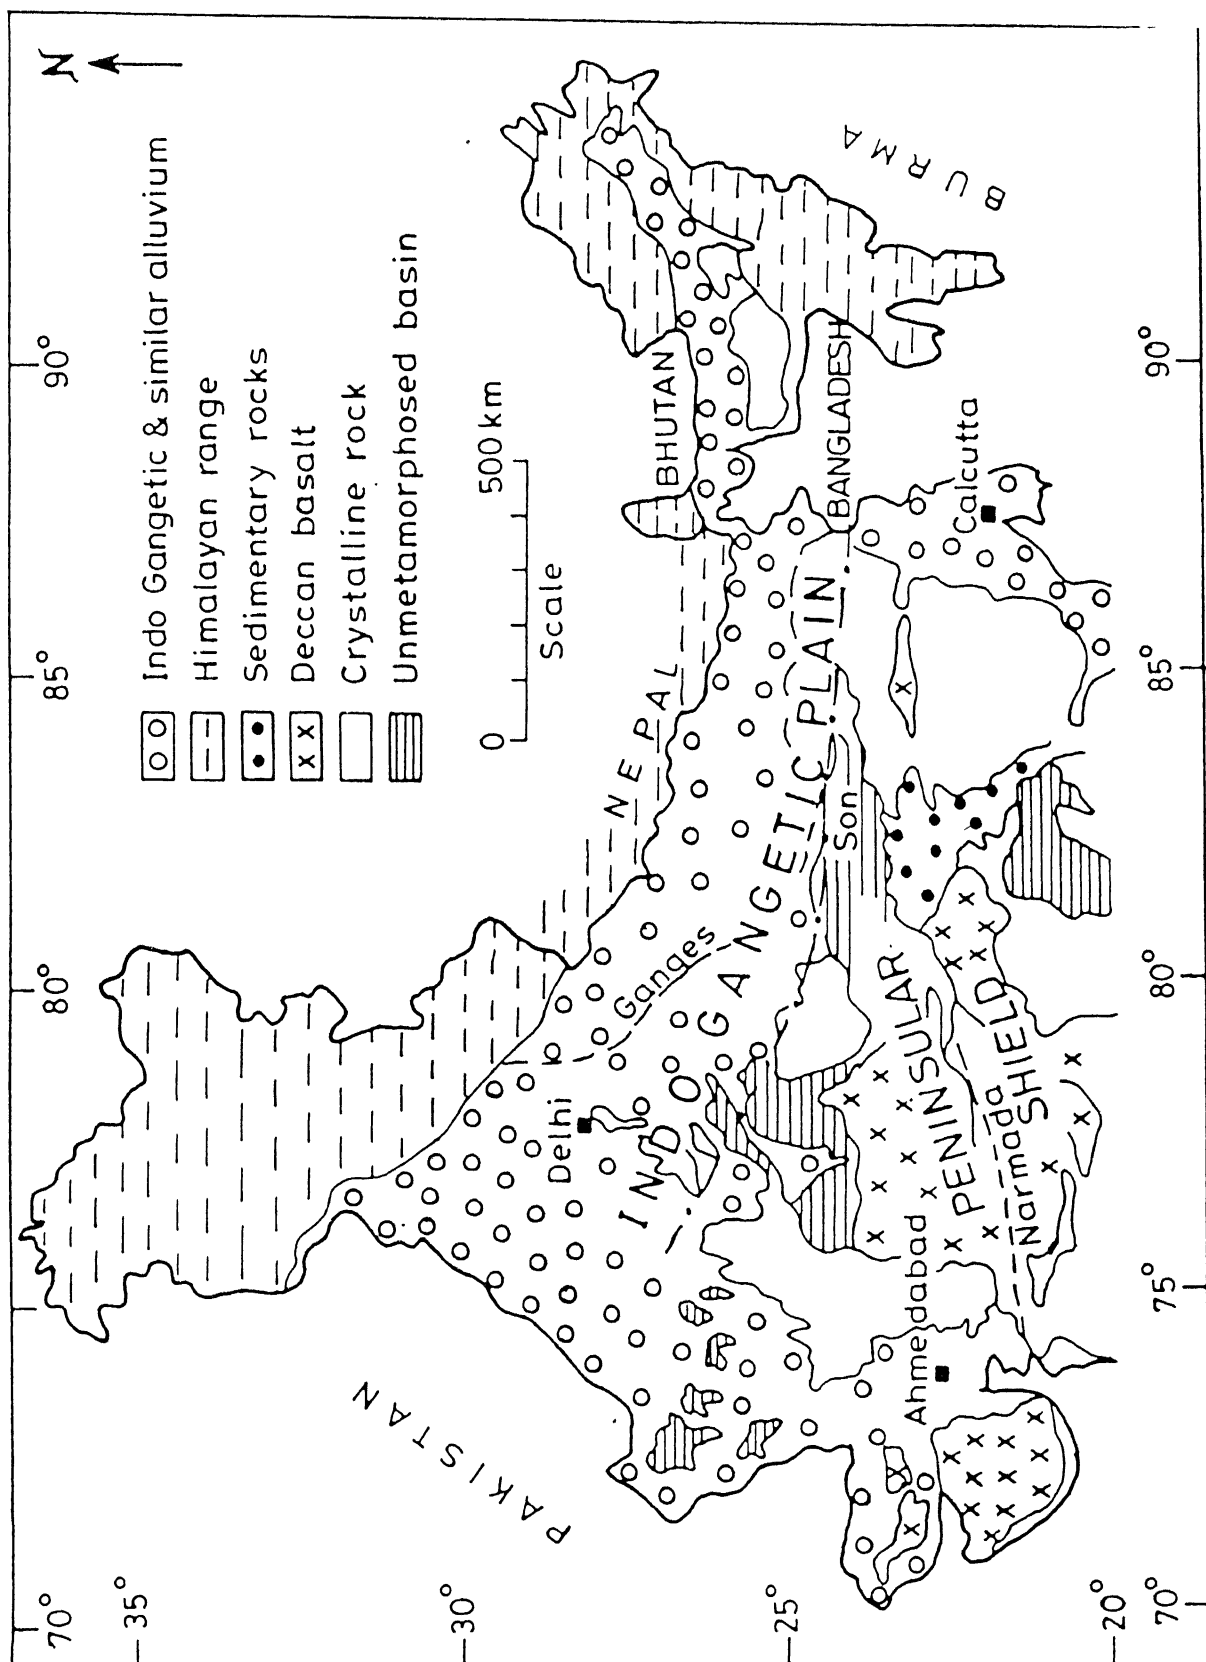 70°
75°
80°
85°
90°
N
Indo Gangetic & similar alluvium
Himalayan range
Sedimentary rocks
x x
Deccan basalt
Crystalline rock
Unmetamorphosed basin
0
500 km
Scale
-35°
-30°
-25°
-20°
PAKISTAN
NEPAL
BHUTAN
BANGLADESH
BURMA
Delhi
Ganges
INDO GANGETIC PLAIN
Son
Calcutta
Ahmedabad
PENINSULAR
SHIELD
Narmada
70°
75°
80°
85°
90°